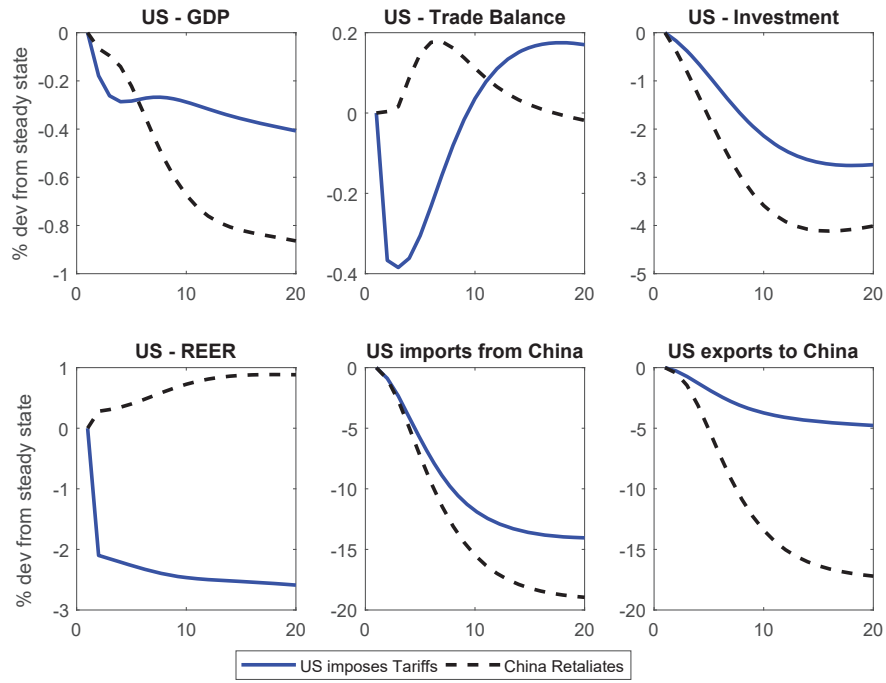 US - GDP
% dev from steady state
0
-0.2
-0.4
-0.6
-0.8
-1
0 10 20
US - Trade Balance
0.2
0
-0.2
-0.4
0 10 20
US - Investment
0
-1
-2
-3
-4
-5
0 10 20
US - REER
% dev from steady state
1
0
-1
-2
-3
0 10 20
US imports from China
0
-5
-10
-15
-20
0 10 20
US exports to China
0
-5
-10
-15
-20
0 10 20
US imposes Tariffs China Retaliates